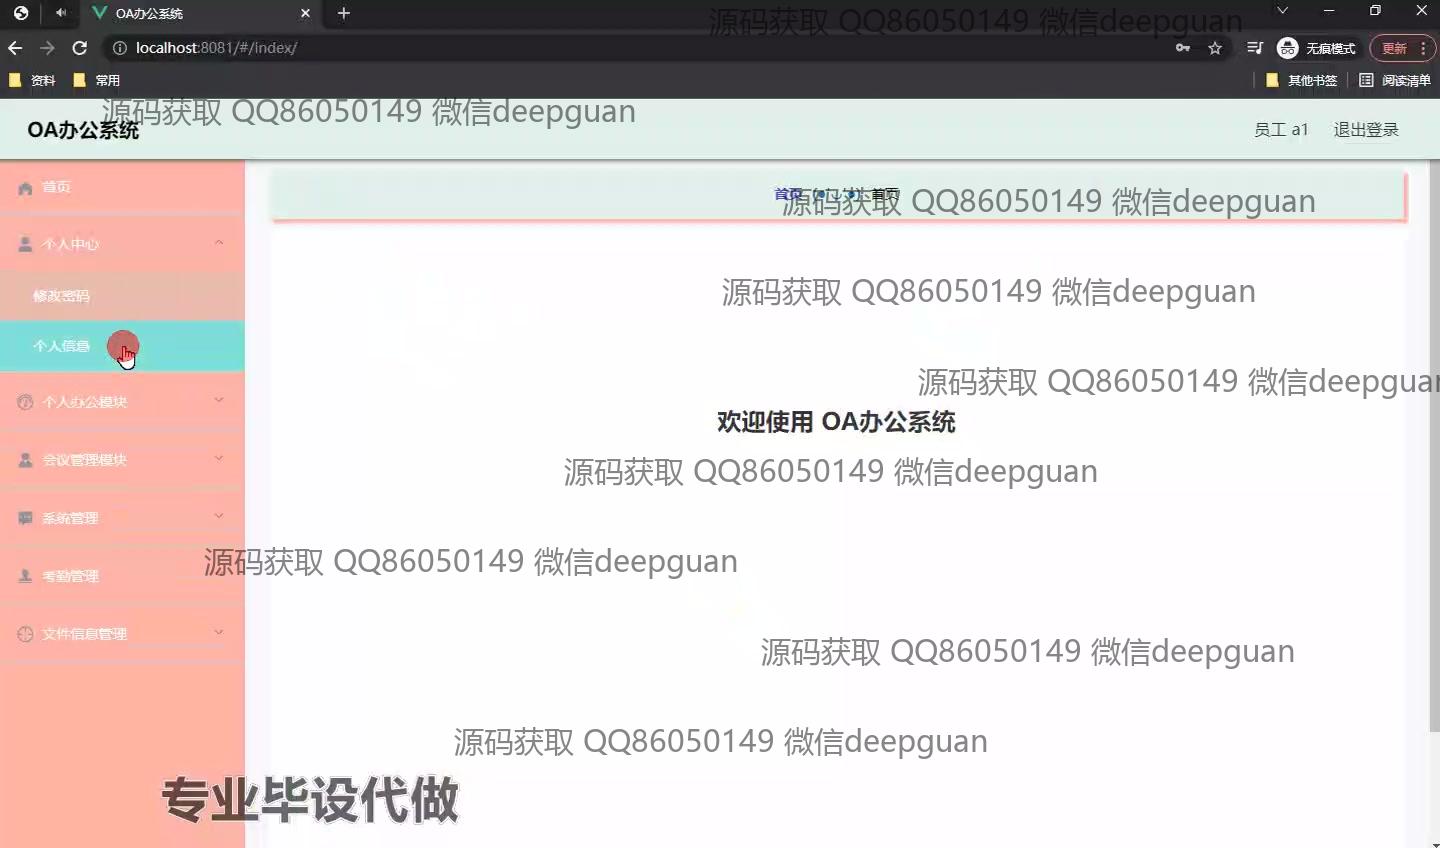 OA办公系统
源码获取 QQ86050149 微信deepguan
localhost:8081/#/index/
无痕模式
更新
资料
常用
其他书签
阅读清单
源码获取 QQ86050149 微信deepguan
OA办公系统
员工 a1
退出登录
首页
首页
首页
源码获取 QQ86050149 微信deepguan
个人中心
修改密码
源码获取 QQ86050149 微信deepguan
个人信息
源码获取 QQ86050149 微信deepguan
个人办公模块
欢迎使用 OA办公系统
会议管理模块
源码获取 QQ86050149 微信deepguan
系统管理
源码获取 QQ86050149 微信deepguan
考勤管理
文件信息管理
源码获取 QQ86050149 微信deepguan
源码获取 QQ86050149 微信deepguan
专业毕设代做